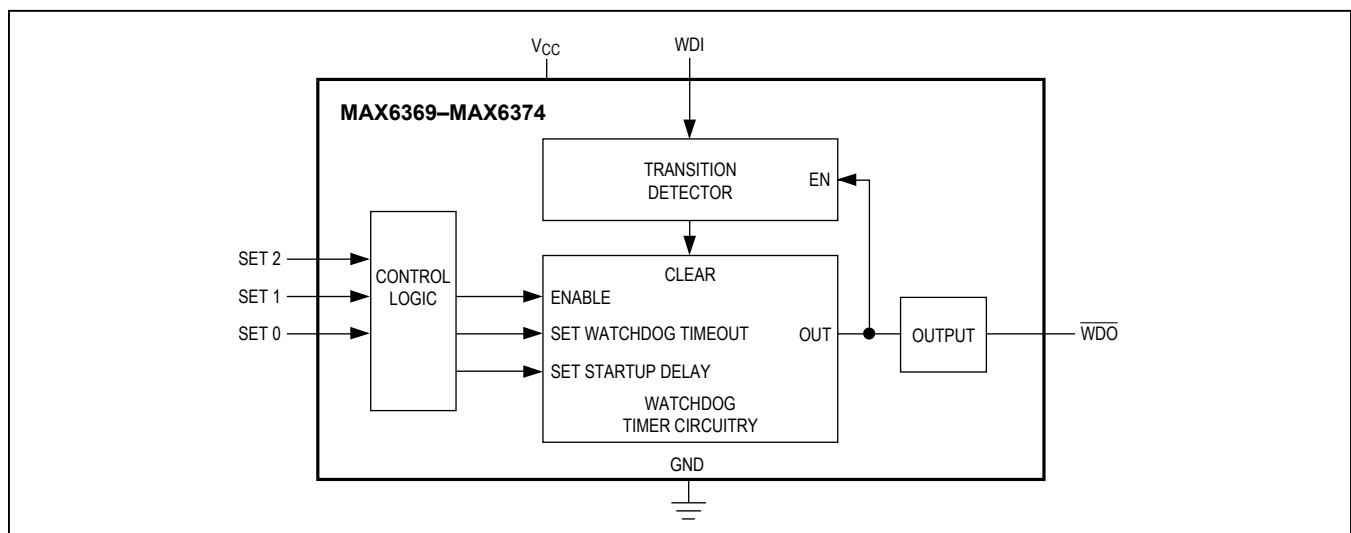 VCC
WDI
MAX6369–MAX6374
TRANSITION
DETECTOR
EN
SET 2
SET 1
SET 0
CONTROL
LOGIC
CLEAR
ENABLE
SET WATCHDOG TIMEOUT
SET STARTUP DELAY
OUT
WATCHDOG
TIMER CIRCUITRY
OUTPUT
WDO
GND